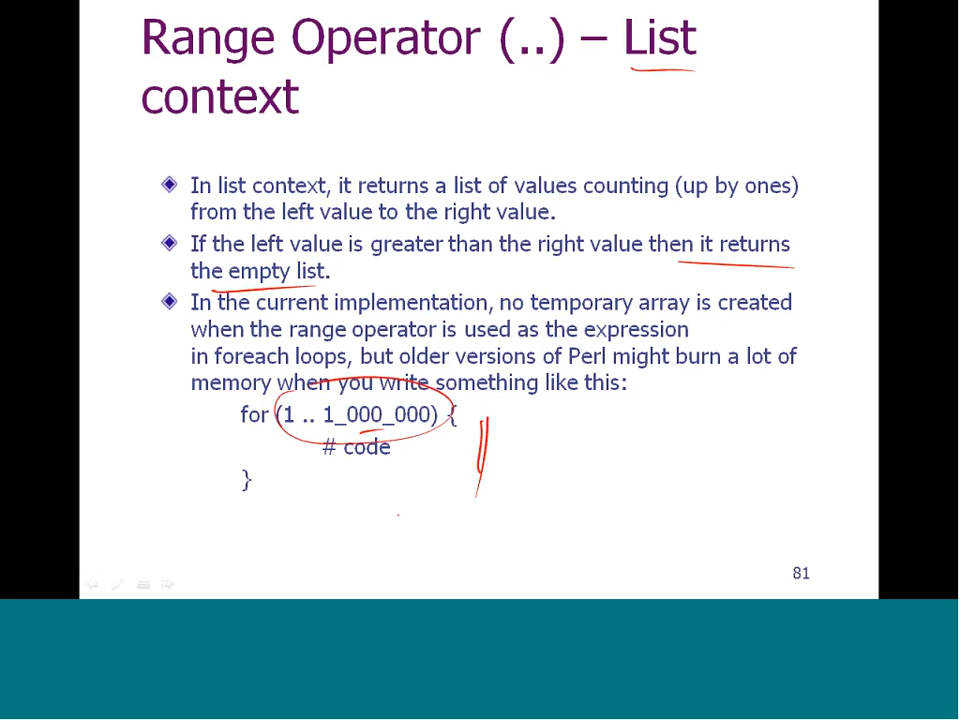 Range Operator (..) – List
context
In list context, it returns a list of values counting (up by ones)
from the left value to the right value.
If the left value is greater than the right value then it returns
the empty list.
In the current implementation, no temporary array is created
when the range operator is used as the expression
in foreach loops, but older versions of Perl might burn a lot of
memory when you write something like this:
for (1 .. 1_000_000) {
# code
}
81